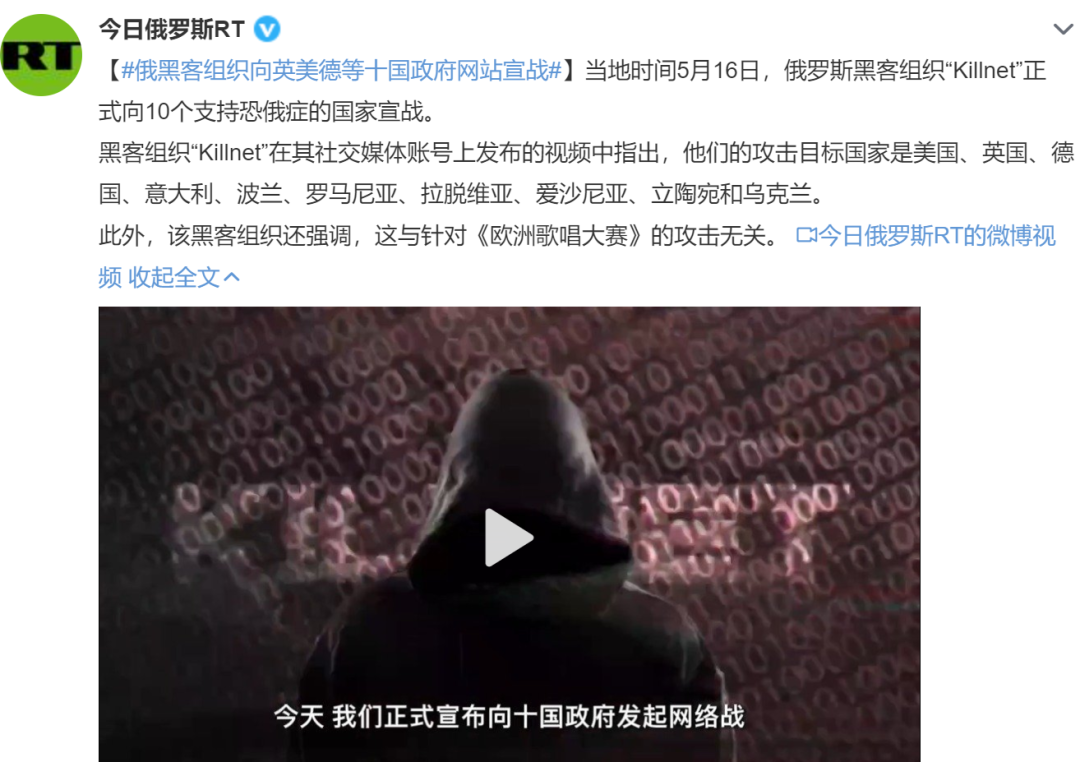 RT
今日俄罗斯RT
【#俄黑客组织向英美德等十国政府网站宣战#】当地时间5月16日，俄罗斯黑客组织“Killnet”正
式向10个支持恐俄症的国家宣战。
黑客组织“Killnet”在其社交媒体账号上发布的视频中指出，他们的攻击目标国家是美国、英国、德
国、意大利、波兰、罗马尼亚、拉脱维亚、爱沙尼亚、立陶宛和乌克兰。
此外，该黑客组织还强调，这与针对《欧洲歌唱大赛》的攻击无关。 今日俄罗斯RT的微博视
频 收起全文
今天 我们正式宣布向十国政府发起网络战